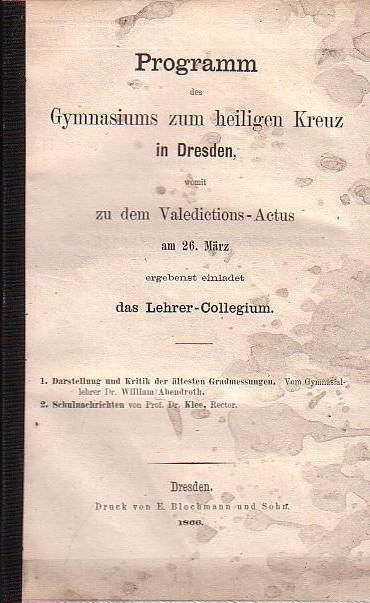 Programm
des
Gymnasiums zum heiligen Kreuz
in Dresden,
womit
zu dem Valedictions-Actus
am 26. März
ergebenst einladet
das Lehrer-Collegium.
1. Darstellung und Kritik der ältesten Gradmessungen. Vom Gymnasial-
lehrer Dr. William Abendroth.
2. Schulnachrichten von Prof. Dr. Klee, Rector.
Dresden.
Druck von E. Blochmann und Sohn.
1866.